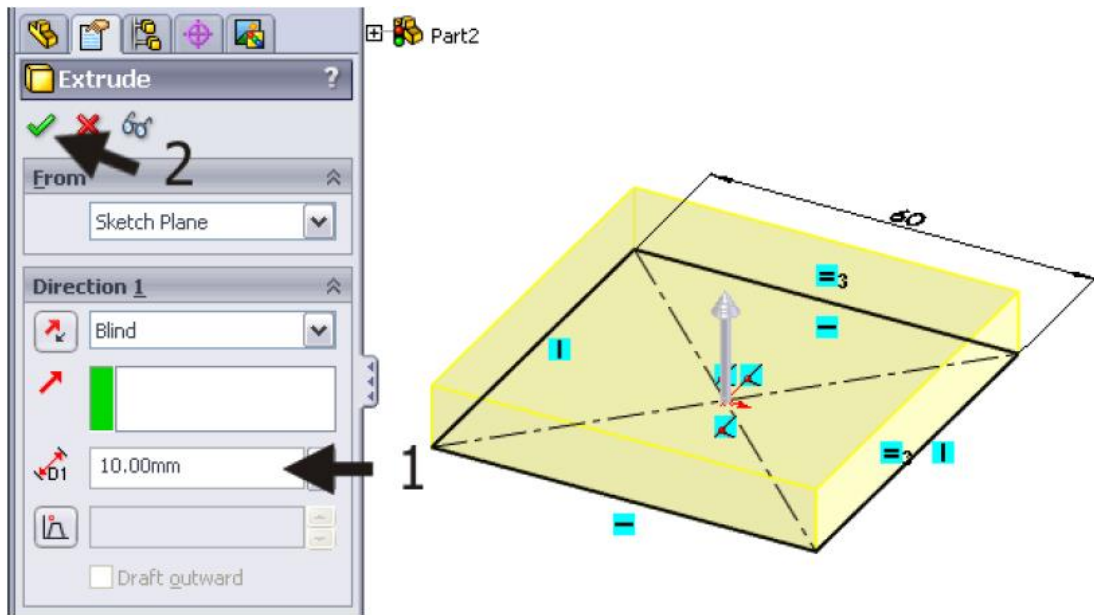 Part2
Extrude ?
2
From
Sketch Plane
Direction 1
Blind
D1 10.00mm
1
Draft outward
60
=3
=3